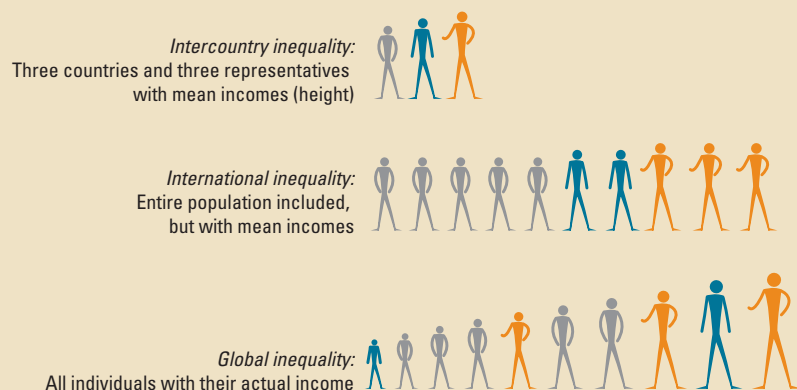 Intercountry inequality:
Three countries and three representatives
with mean incomes (height)
International inequality:
Entire population included,
but with mean incomes
Global inequality:
All individuals with their actual income